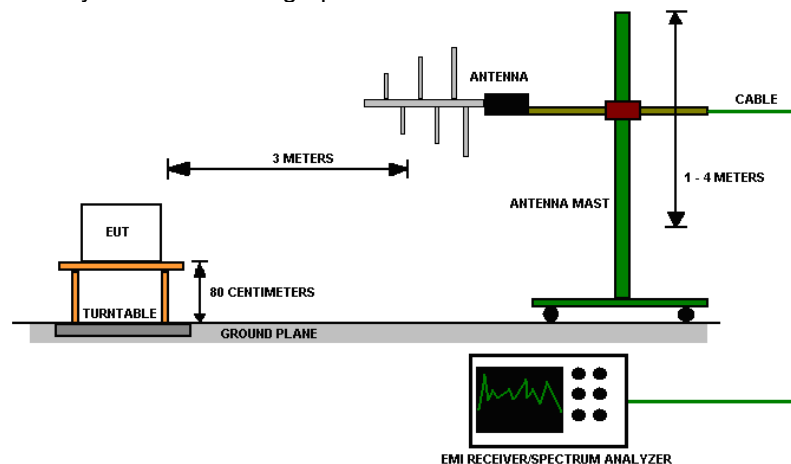 ANTENNA
CABLE
3 METERS
1 - 4 METERS
ANTENNA MAST
EUT
80 CENTIMETERS
TURNTABLE
GROUND PLANE
EMI RECEIVER/SPECTRUM ANALYZER